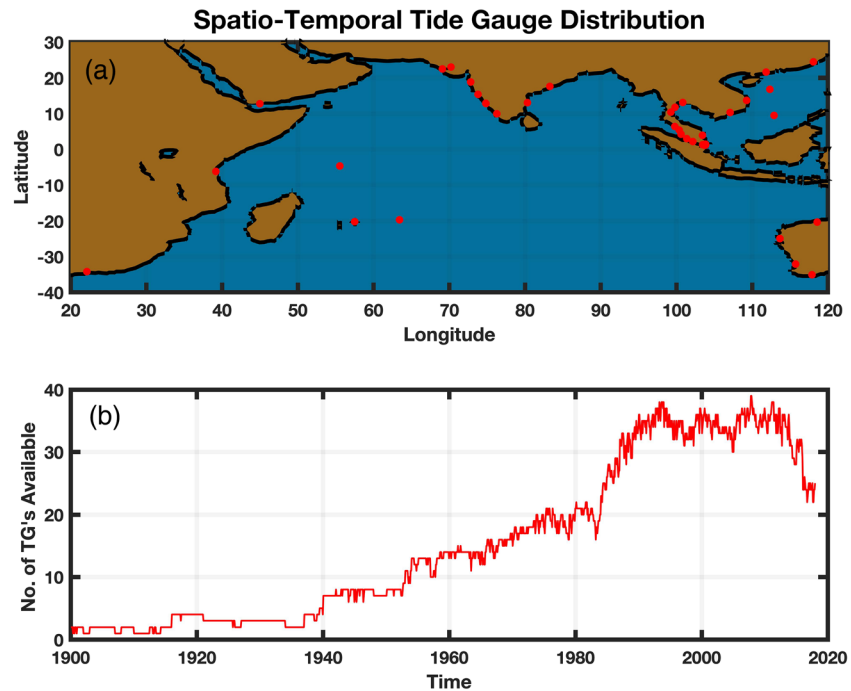 Spatio-Temporal Tide Gauge Distribution
(a)
Latitude
30
20
10
0
-10
-20
-30
-40
20 30 40 50 60 70 80 90 100 110 120
Longitude
(b)
No. of TG's Available
40
30
20
10
0
1900 1920 1940 1960 1980 2000 2020
Time